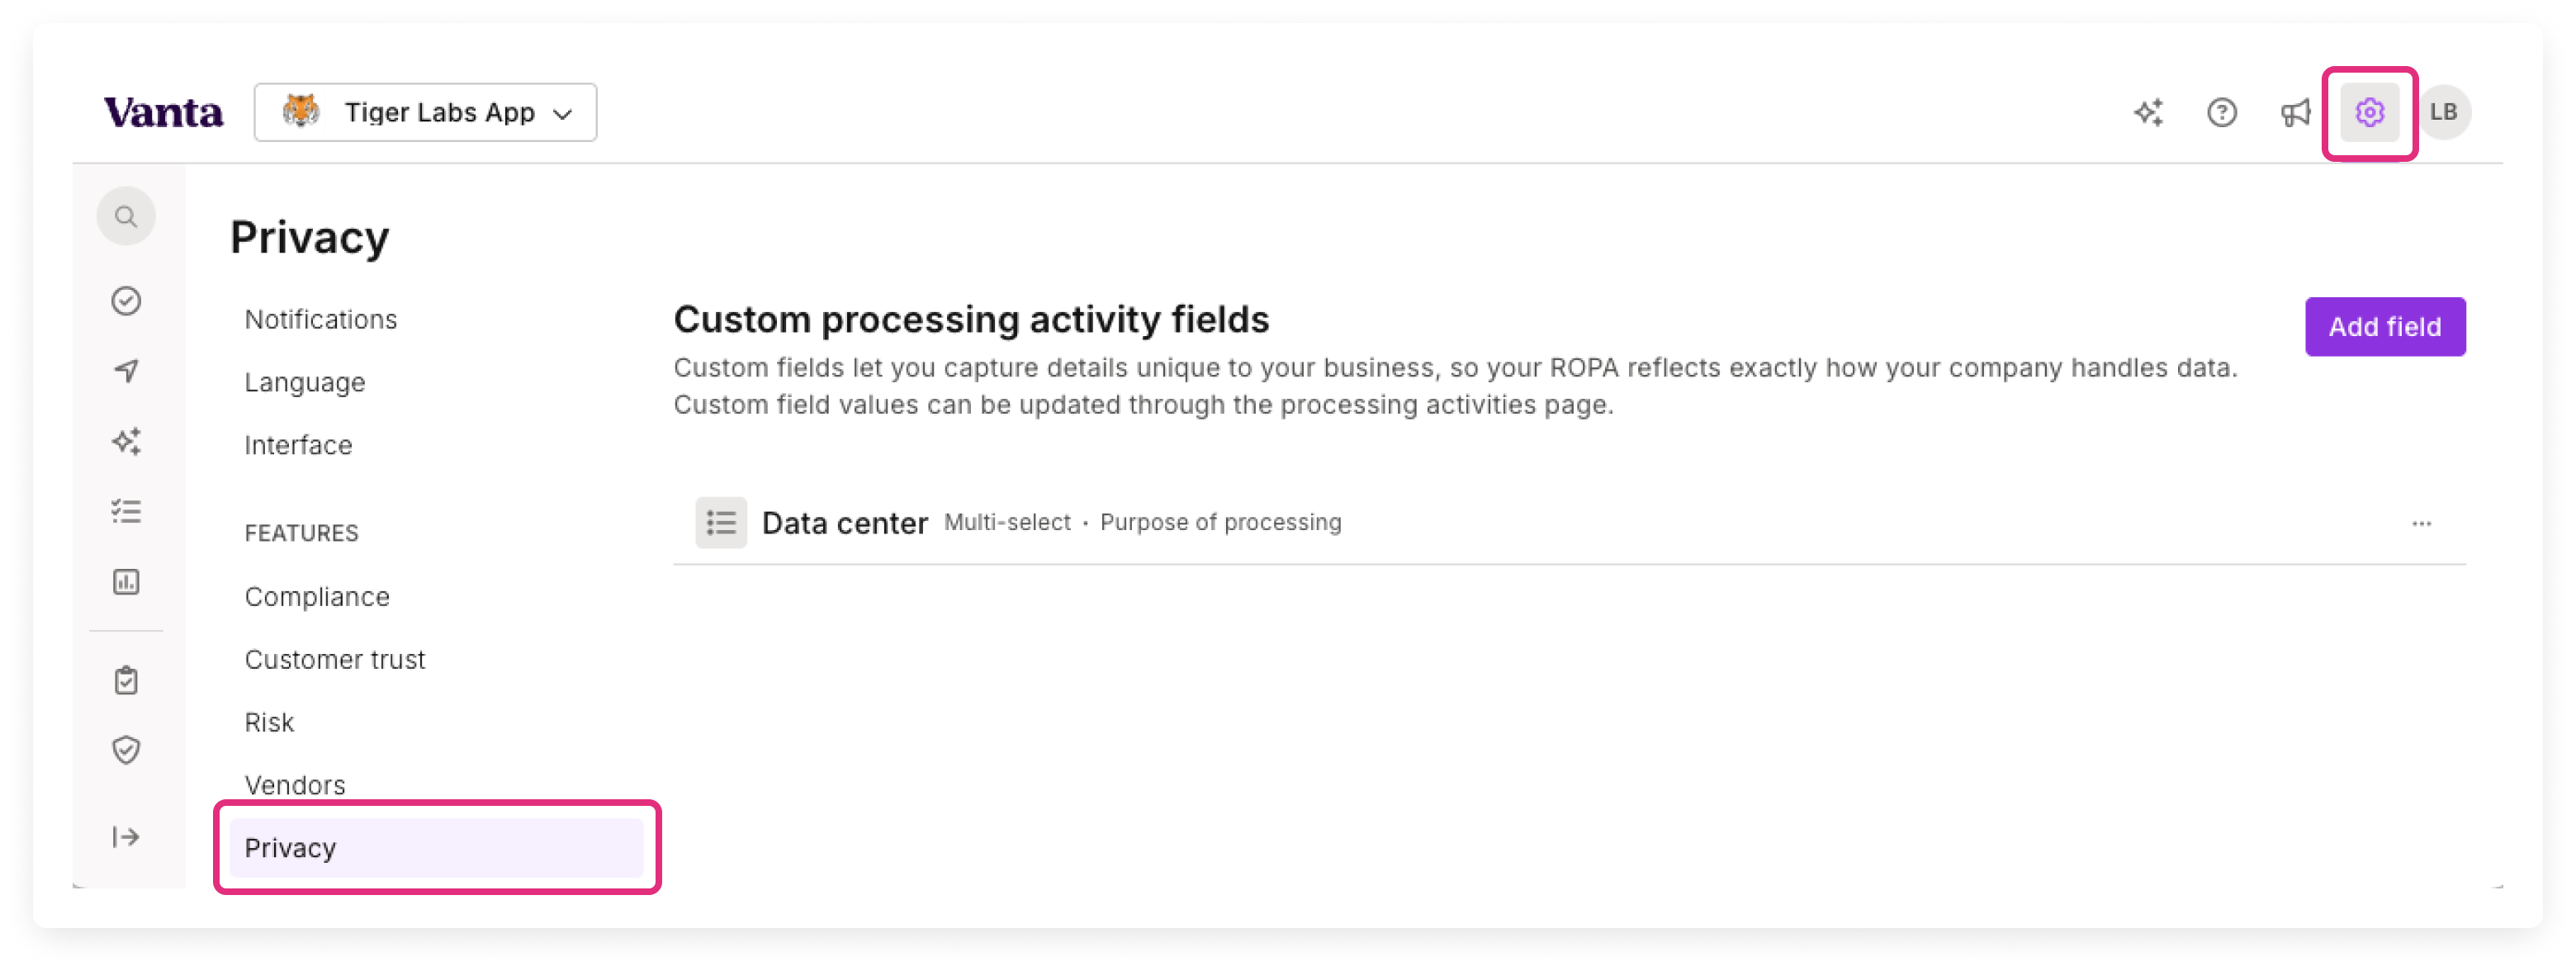 Vanta
Tiger Labs App
LB
Privacy
Notifications
Language
Interface
FEATURES
Compliance
Customer trust
Risk
Vendors
Privacy
Custom processing activity fields
Add field
Custom fields let you capture details unique to your business, so your ROPA reflects exactly how your company handles data.
Custom field values can be updated through the processing activities page.
Data center Multi-select · Purpose of processing